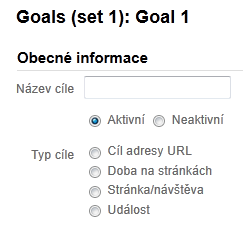 Goals (set 1): Goal 1
Obecné informace
Název cíle
Aktivní Neaktivní
Typ cíle
Cíl adresy URL
Doba na stránkách
Stránka/návštěva
Událost